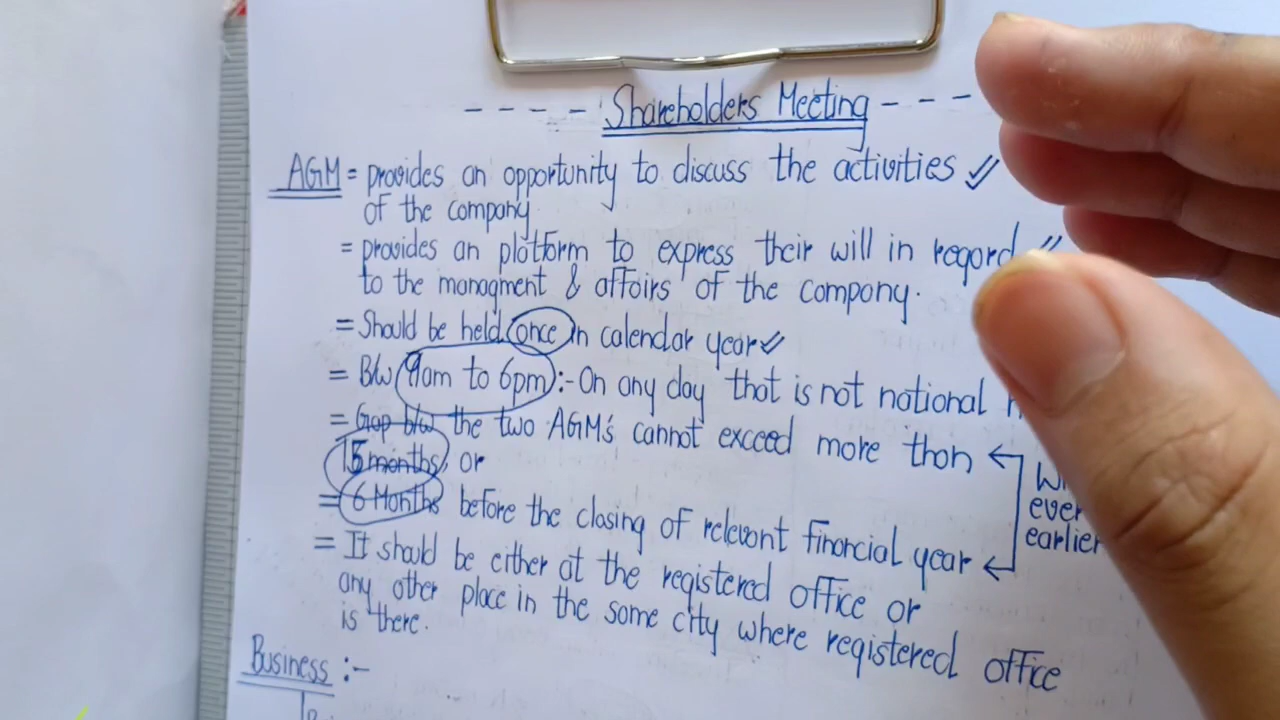 ---- Shareholders Meeting ---
AGM = provides an opportunity to discuss the activities
of the company
= provides an platform to express their will in regard
to the managment & affairs of the company.
= Should be held once in calendar year
= B/w 9am to 6pm :- On any day that is not national
= Gap b/w the two AGM's cannot exceed more than
15 months, or
= 6 Months before the closing of relevant financial year
ever
earlier
= It should be either at the registered office or
any other place in the same city where registered office
is there.
Business :-